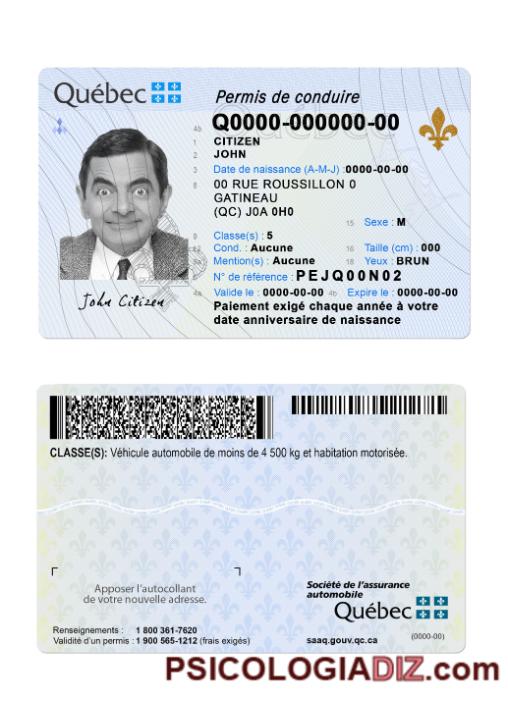 Québec
Permis de conduire
4b Q0000-000000-00
1 CITIZEN
2 JOHN
3 Date de naissance (A-M-J) :0000-00-00
8 00 RUE ROUSSILLON 0
GATINEAU
(QC) J0A 0H0
15 Sexe : M
9 Classe(s) : 5
Cond. : Aucune 16 Taille (cm) : 000
9a Mention(s) : Aucune 18 Yeux : BRUN
N° de référence : PEJQ00N02
4a Valide le : 0000-00-00 4b Expire le : 0000-00-00
Paiement exigé chaque année à votre
date anniversaire de naissance
John Citizen
CLASSE(S): Véhicule automobile de moins de 4 500 kg et habitation motorisée.
Apposer l'autocollant
de votre nouvelle adresse.
Société de l'assurance
automobile
Québec
Renseignements : 1 800 361-7620
Validité d'un permis : 1 900 565-1212 (frais exigés)
saaq.gouv.qc.ca
(0000-00)
PSICOLOGIADIZ.com